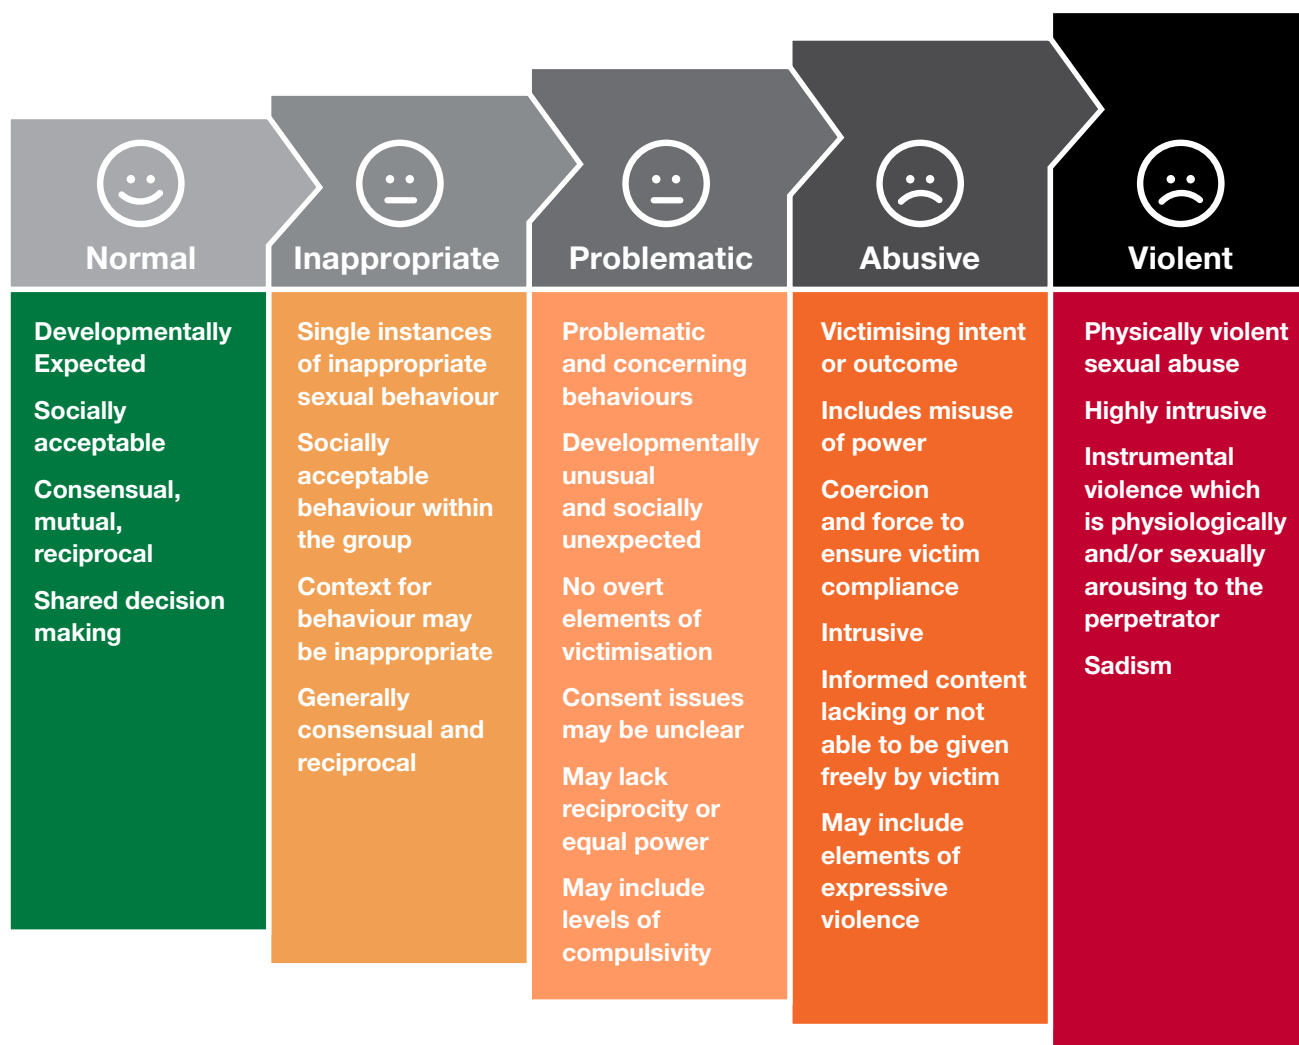 Normal
Developmentally
Expected
Socially
acceptable
Consensual,
mutual,
reciprocal
Shared decision
making
Inappropriate
Single instances
of inappropriate
sexual behaviour
Socially
acceptable
behaviour within
the group
Context for
behaviour may
be inappropriate
Generally
consensual and
reciprocal
Problematic
Problematic
and concerning
behaviours
Developmentally
unusual
and socially
unexpected
No overt
elements of
victimisation
Consent issues
may be unclear
May lack
reciprocity or
equal power
May include
levels of
compulsivity
Abusive
Victimising intent
or outcome
Includes misuse
of power
Coercion
and force to
ensure victim
compliance
Intrusive
Informed content
lacking or not
able to be given
freely by victim
May include
elements of
expressive
violence
Violent
Physically violent
sexual abuse
Highly intrusive
Instrumental
violence which
is physiologically
and/or sexually
arousing to the
perpetrator
Sadism